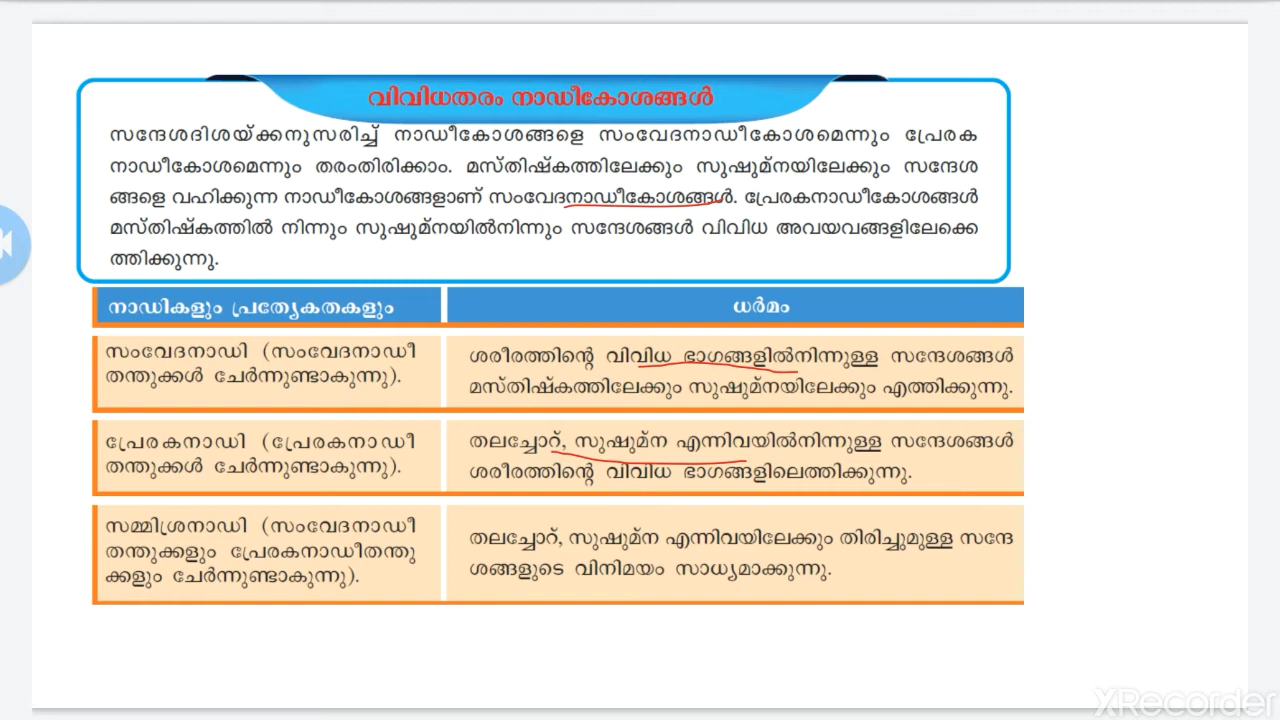 വിവിധതരം നാഡീകോശങ്ങൾ
സന്ദേശദിശയ്ക്കനുസരിച്ച് നാഡീകോശങ്ങളെ സംവേദനാഡീകോശമെന്നും പ്രേരക
നാഡീകോശമെന്നും തരംതിരിക്കാം. മസ്തിഷ്കത്തിലേക്കും സുഷുമ്നയിലേക്കും സന്ദേശ
ങ്ങളെ വഹിക്കുന്ന നാഡീകോശങ്ങളാണ് സംവേദനാഡീകോശങ്ങൾ. പ്രേരകനാഡീകോശങ്ങൾ
മസ്തിഷ്കത്തിൽ നിന്നും സുഷുമ്നയിൽനിന്നും സന്ദേശങ്ങൾ വിവിധ അവയവങ്ങളിലേക്കെ
ത്തിക്കുന്നു.
നാഡികളും പ്രത്യേകതകളും
ധർമം
സംവേദനാഡി (സംവേദനാഡീ
തന്തുക്കൾ ചേർന്നുണ്ടാകുന്നു).
ശരീരത്തിന്റെ വിവിധ ഭാഗങ്ങളിൽനിന്നുള്ള സന്ദേശങ്ങൾ
മസ്തിഷ്കത്തിലേക്കും സുഷുമ്നയിലേക്കും എത്തിക്കുന്നു.
പ്രേരകനാഡി (പ്രേരകനാഡീ
തന്തുക്കൾ ചേർന്നുണ്ടാകുന്നു).
തലച്ചോറ്, സുഷുമ്ന എന്നിവയിൽനിന്നുള്ള സന്ദേശങ്ങൾ
ശരീരത്തിന്റെ വിവിധ ഭാഗങ്ങളിലെത്തിക്കുന്നു.
സമ്മിശ്രനാഡി (സംവേദനാഡീ
തന്തുക്കളും പ്രേരകനാഡീതന്തു
ക്കളും ചേർന്നുണ്ടാകുന്നു).
തലച്ചോറ്, സുഷുമ്ന എന്നിവയിലേക്കും തിരിച്ചുമുള്ള സന്ദേ
ശങ്ങളുടെ വിനിമയം സാധ്യമാക്കുന്നു.
XRecorder